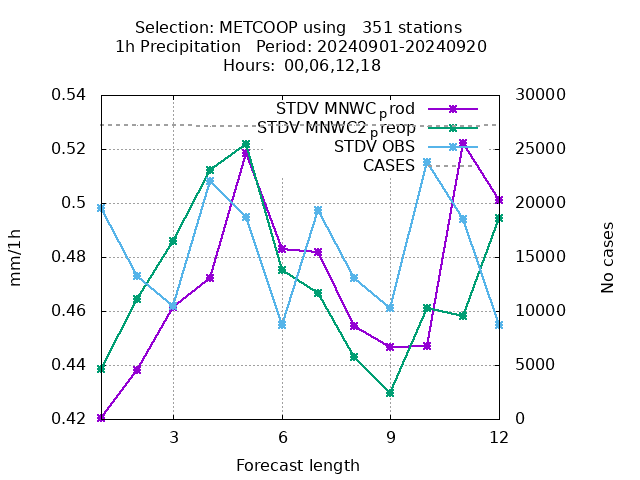 Selection: METCOOP using   351 stations
1h Precipitation   Period: 20240901-20240920
Hours:  00,06,12,18
0.54
0.52
0.5
0.48
0.46
0.44
0.42
30000
25000
20000
15000
10000
5000
0
mm/1h
No cases
STDV MNWCprod
STDV MNWC2preop
STDV OBS
CASES
3
6
9
12
Forecast length